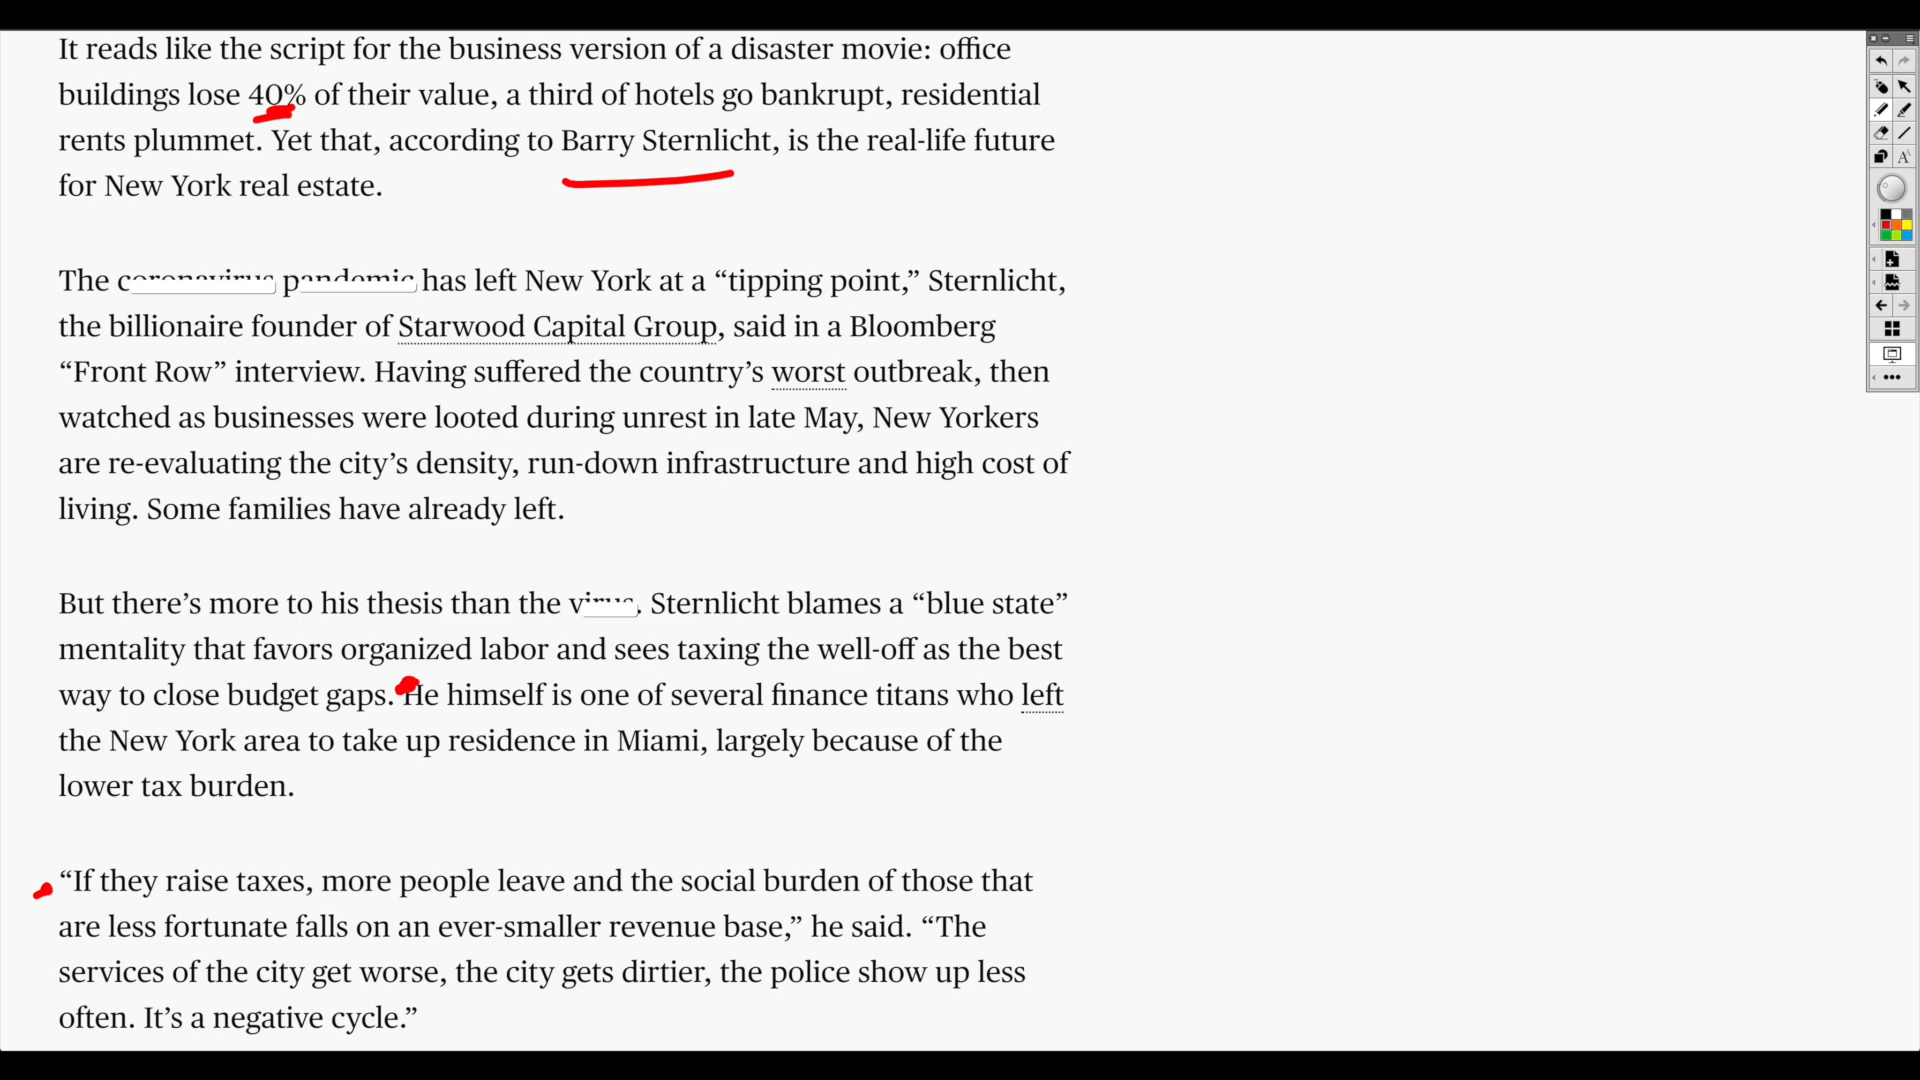 It reads like the script for the business version of a disaster movie: office
buildings lose 40% of their value, a third of hotels go bankrupt, residential
rents plummet. Yet that, according to Barry Sternlicht, is the real-life future
for New York real estate.
The coronavirus pandemic has left New York at a “tipping point,” Sternlicht,
the billionaire founder of Starwood Capital Group, said in a Bloomberg
“Front Row” interview. Having suffered the country’s worst outbreak, then
watched as businesses were looted during unrest in late May, New Yorkers
are re-evaluating the city’s density, run-down infrastructure and high cost of
living. Some families have already left.
But there’s more to his thesis than the virus. Sternlicht blames a “blue state”
mentality that favors organized labor and sees taxing the well-off as the best
way to close budget gaps. He himself is one of several finance titans who left
the New York area to take up residence in Miami, largely because of the
lower tax burden.
“If they raise taxes, more people leave and the social burden of those that
are less fortunate falls on an ever-smaller revenue base,” he said. “The
services of the city get worse, the city gets dirtier, the police show up less
often. It’s a negative cycle.”